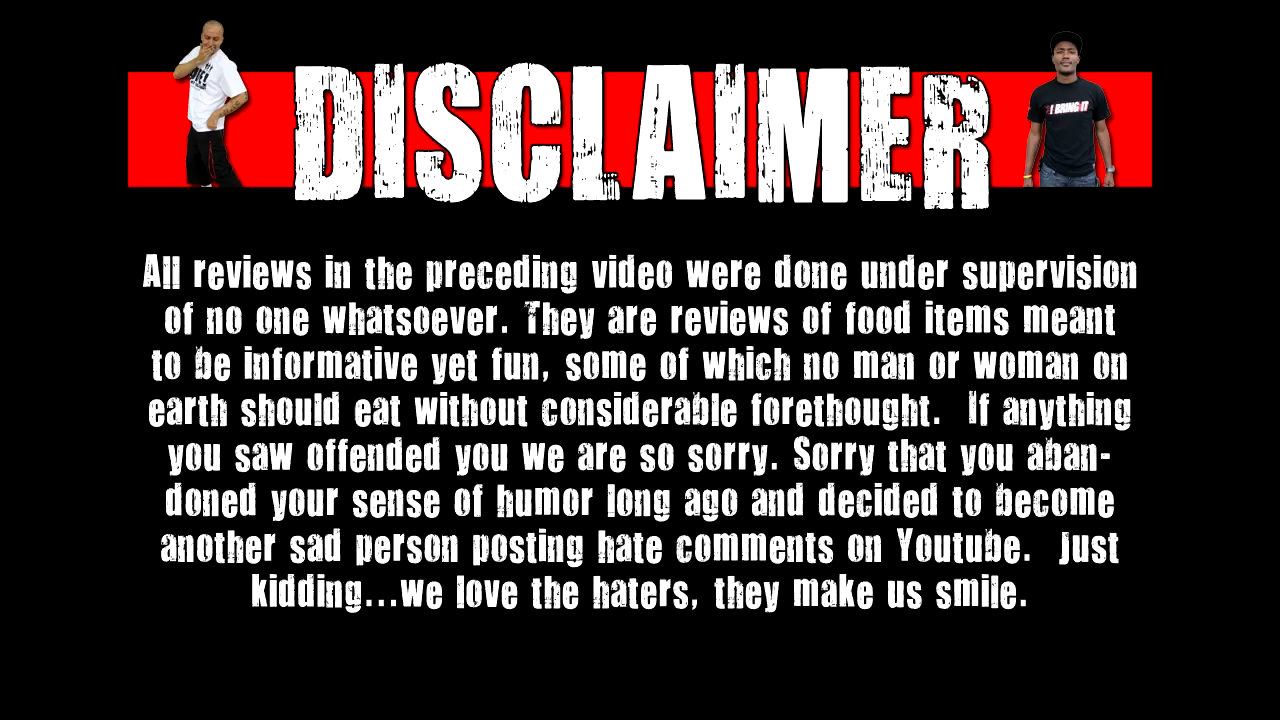 DISCLAIMER
I BRING IT
All reviews in the preceding video were done under supervision
of no one whatsoever. They are reviews of food items meant
to be informative yet fun, some of which no man or woman on
earth should eat without considerable forethought. If anything
you saw offended you we are so sorry. Sorry that you aban-
doned your sense of humor long ago and decided to become
another sad person posting hate comments on Youtube. Just
kidding...we love the haters, they make us smile.